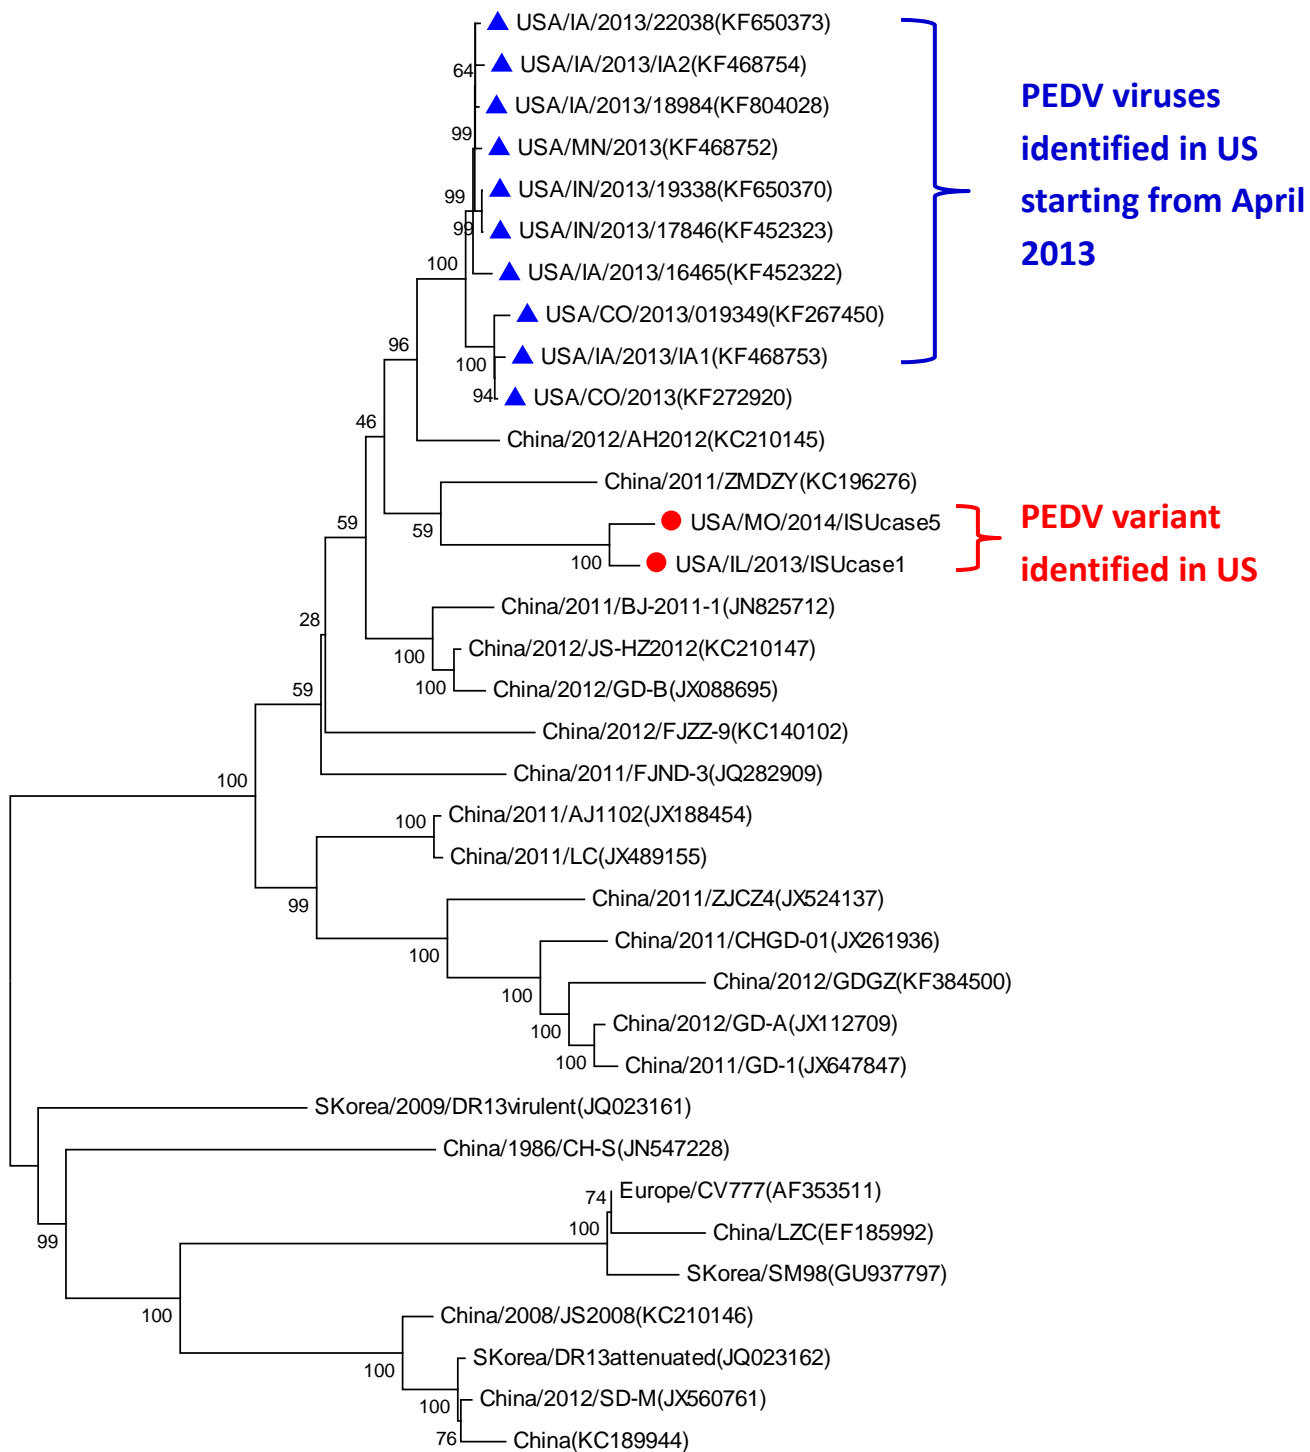 USA/IA/2013/22038(KF650373)
USA/IA/2013/IA2(KF468754)
64
USA/IA/2013/18984(KF804028)
99
USA/MN/2013(KF468752)
USA/IN/2013/19338(KF650370)
99
USA/IN/2013/17846(KF452323)
99
USA/IA/2013/16465(KF452322)
100
USA/CO/2013/019349(KF267450)
USA/IA/2013/IA1(KF468753)
100
USA/CO/2013(KF272920)
94
96
PEDV viruses
identified in US
starting from April
2013
China/2012/AH2012(KC210145)
46
China/2011/ZMDZY(KC196276)
USA/MO/2014/ISUcase5
59
USA/IL/2013/ISUcase1
100
PEDV variant
identified in US
59
China/2011/BJ-2011-1(JN825712)
China/2012/JS-HZ2012(KC210147)
100
China/2012/GD-B(JX088695)
100
28
China/2012/FJZZ-9(KC140102)
59
China/2011/FJND-3(JQ282909)
100
China/2011/AJ1102(JX188454)
100
China/2011/LC(JX489155)
China/2011/ZJCZ4(JX524137)
99
China/2011/CHGD-01(JX261936)
100
China/2012/GDGZ(KF384500)
100
China/2012/GD-A(JX112709)
100
China/2011/GD-1(JX647847)
100
SKorea/2009/DR13virulent(JQ023161)
China/1986/CH-S(JN547228)
Europe/CV777(AF353511)
74
China/LZC(EF185992)
100
99
SKorea/SM98(GU937797)
100
China/2008/JS2008(KC210146)
SKorea/DR13attenuated(JQ023162)
100
China/2012/SD-M(JX560761)
100
China(KC189944)
76